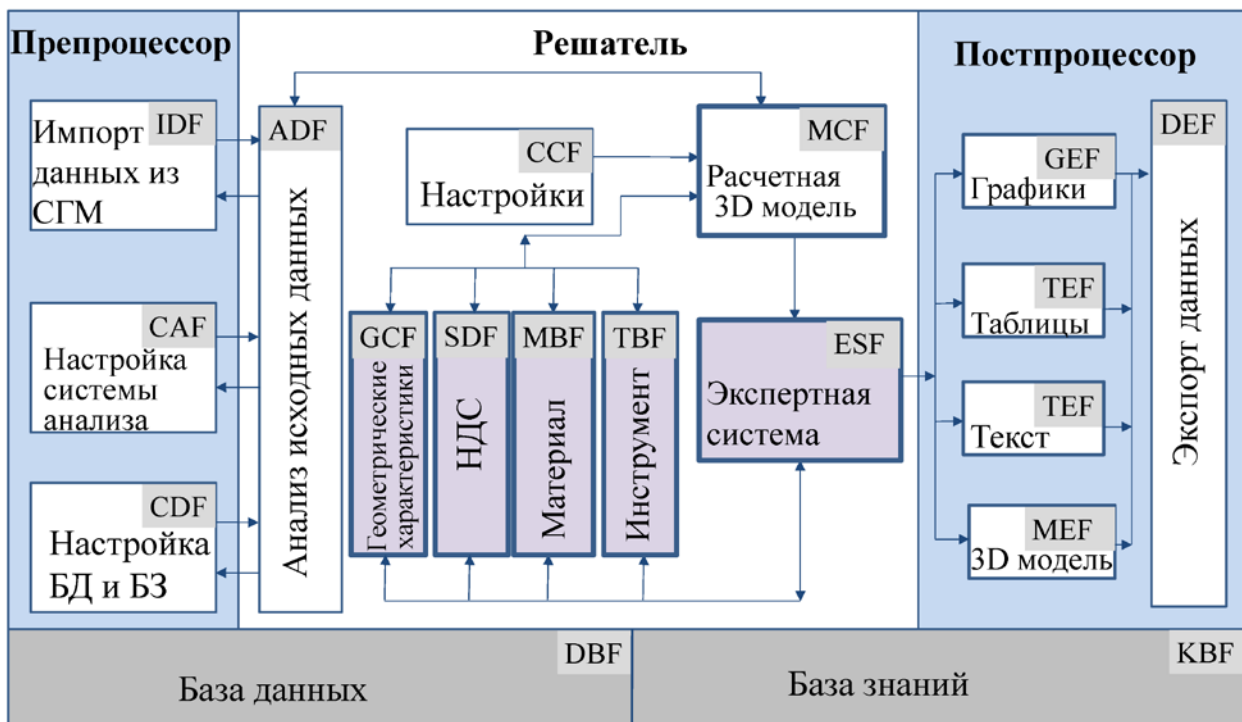 Препроцессор
IDF
Импорт
данных из
СГМ
CAF
Настройка
системы
анализа
CDF
Настройка
БД и БЗ
Решатель
ADF
Анализ исходных данных
CCF
Настройки
MCF
Расчетная
3D модель
GCF
Геометрические
характеристики
SDF
НДС
MBF
Материал
TBF
Инструмент
ESF
Экспертная
система
Постпроцессор
GEF
Графики
TEF
Таблицы
TEF
Текст
MEF
3D модель
DEF
Экспорт данных
DBF
База данных
KBF
База знаний